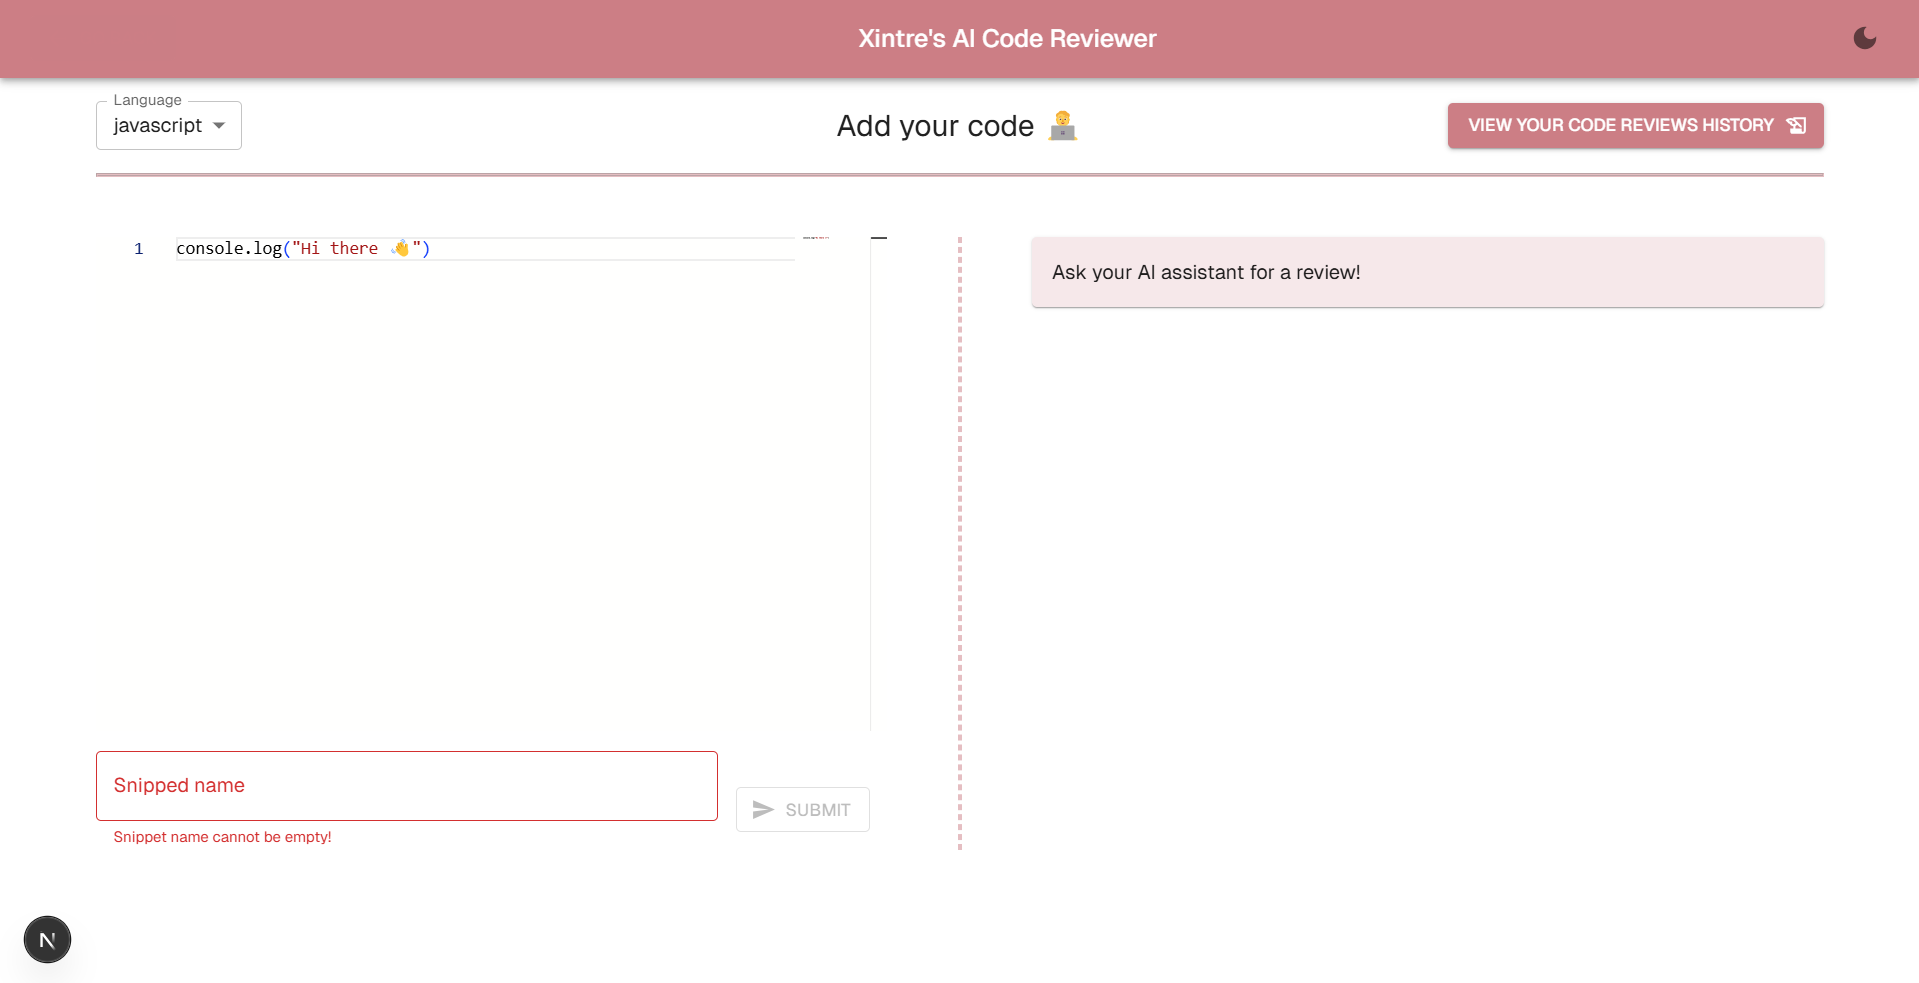 Xintre's AI Code Reviewer
Language
javascript
Add your code 🧑‍💻
VIEW YOUR CODE REVIEWS HISTORY
1 console.log("Hi there 👋")
Ask your AI assistant for a review!
Snipped name
SUBMIT
Snippet name cannot be empty!
N